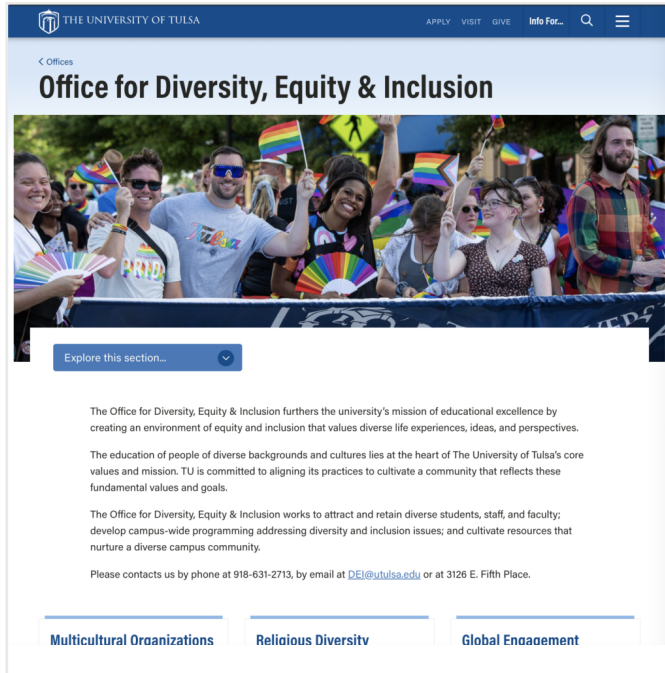 THE UNIVERSITY OF TULSA
APPLY VISIT GIVE Info For...
< Offices
Office for Diversity, Equity & Inclusion
Tulsa
Explore this section...
The Office for Diversity, Equity & Inclusion furthers the university's mission of educational excellence by
creating an environment of equity and inclusion that values diverse life experiences, ideas, and perspectives.
The education of people of diverse backgrounds and cultures lies at the heart of The University of Tulsa's core
values and mission. TU is committed to aligning its practices to cultivate a community that reflects these
fundamental values and goals.
The Office for Diversity, Equity & Inclusion works to attract and retain diverse students, staff, and faculty;
develop campus-wide programming addressing diversity and inclusion issues; and cultivate resources that
nurture a diverse campus community.
Please contacts us by phone at 918-631-2713, by email at DEI@utulsa.edu or at 3126 E. Fifth Place.
Multicultural Organizations
Religious Diversity
Global Engagement